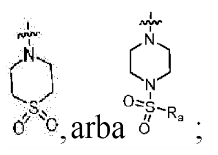 N N
N
S O=S-Rₐ
O O O
, arba ;